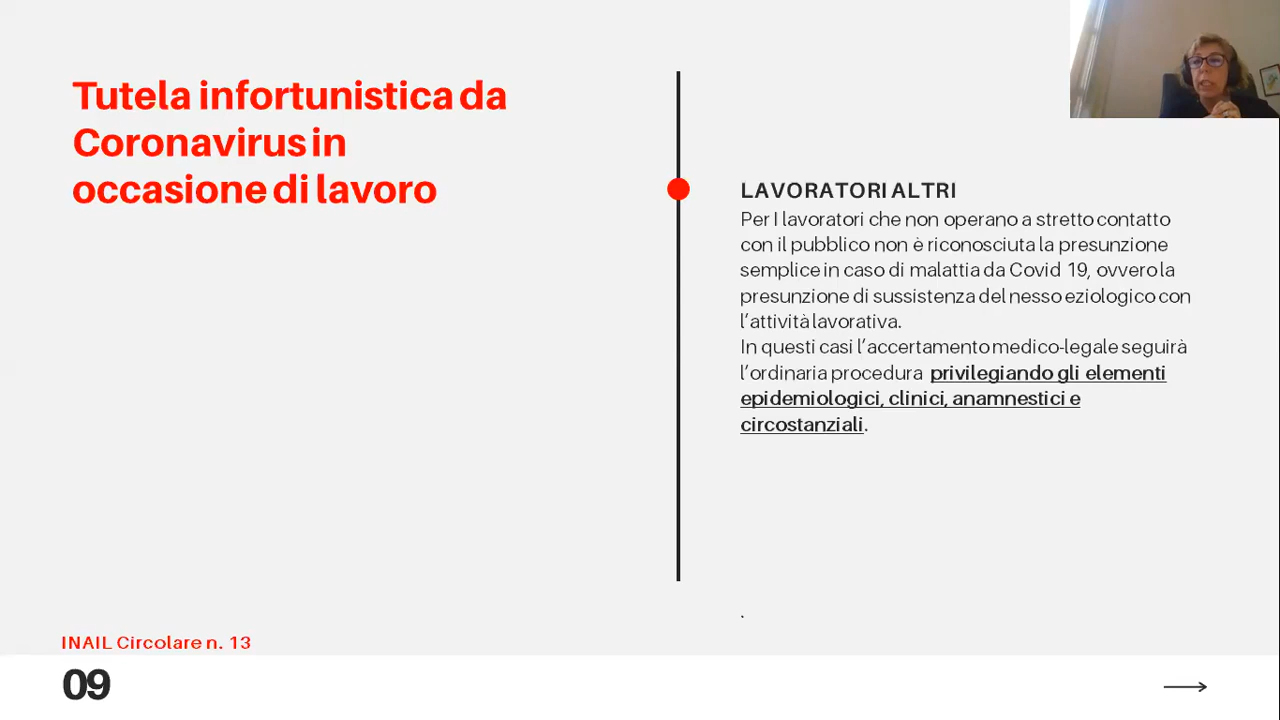 Tutela infortunistica da
Coronavirus in
occasione di lavoro
LAVORATORI ALTRI
Per I lavoratori che non operano a stretto contatto
con il pubblico non è riconosciuta la presunzione
semplice in caso di malattia da Covid 19, ovvero la
presunzione di sussistenza del nesso eziologico con
l’attività lavorativa.
In questi casi l’accertamento medico-legale seguirà
l’ordinaria procedura privilegiando gli elementi
epidemiologici, clinici, anamnestici e
circostanziali.
.
INAIL Circolare n. 13
09